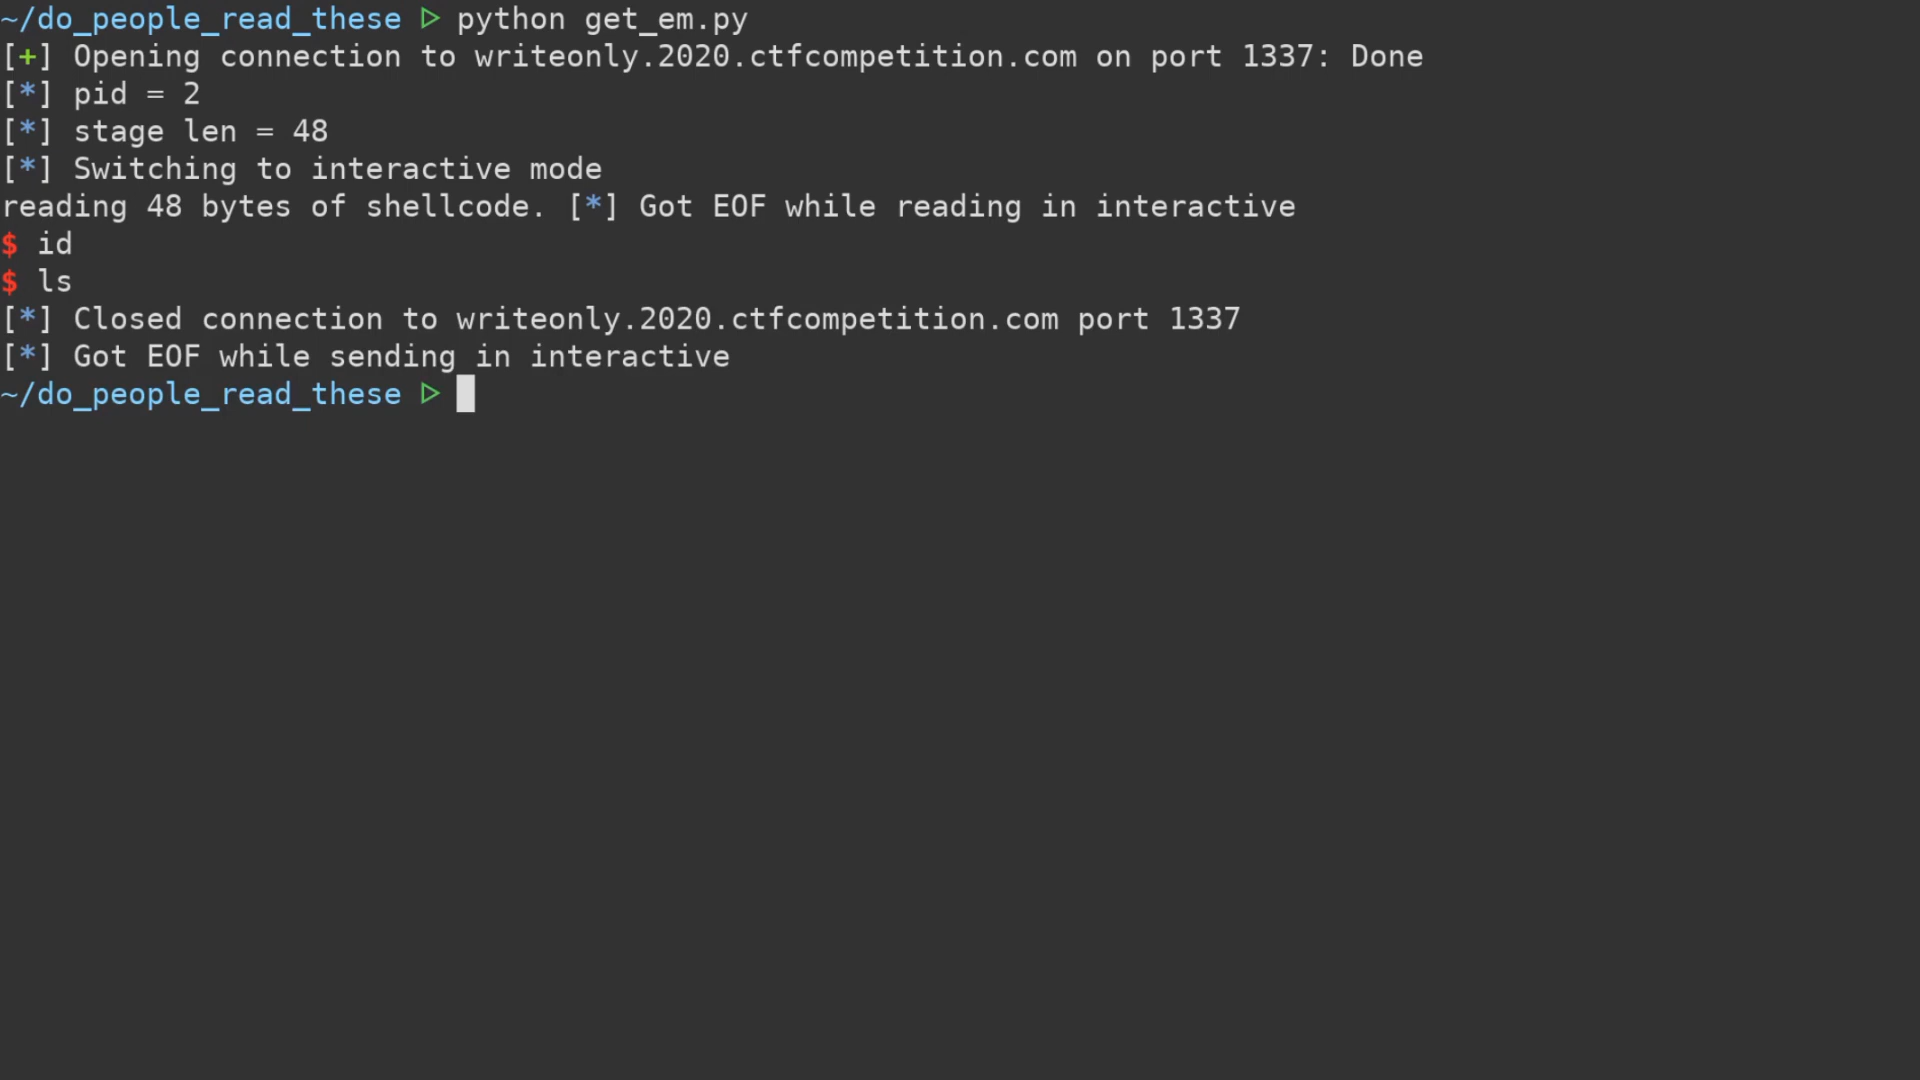 ~/do_people_read_these ▷ python get_em.py
[+] Opening connection to writeonly.2020.ctfcompetition.com on port 1337: Done
[*] pid = 2
[*] stage len = 48
[*] Switching to interactive mode
reading 48 bytes of shellcode. [*] Got EOF while reading in interactive
$ id
$ ls
[*] Closed connection to writeonly.2020.ctfcompetition.com port 1337
[*] Got EOF while sending in interactive
~/do_people_read_these ▷